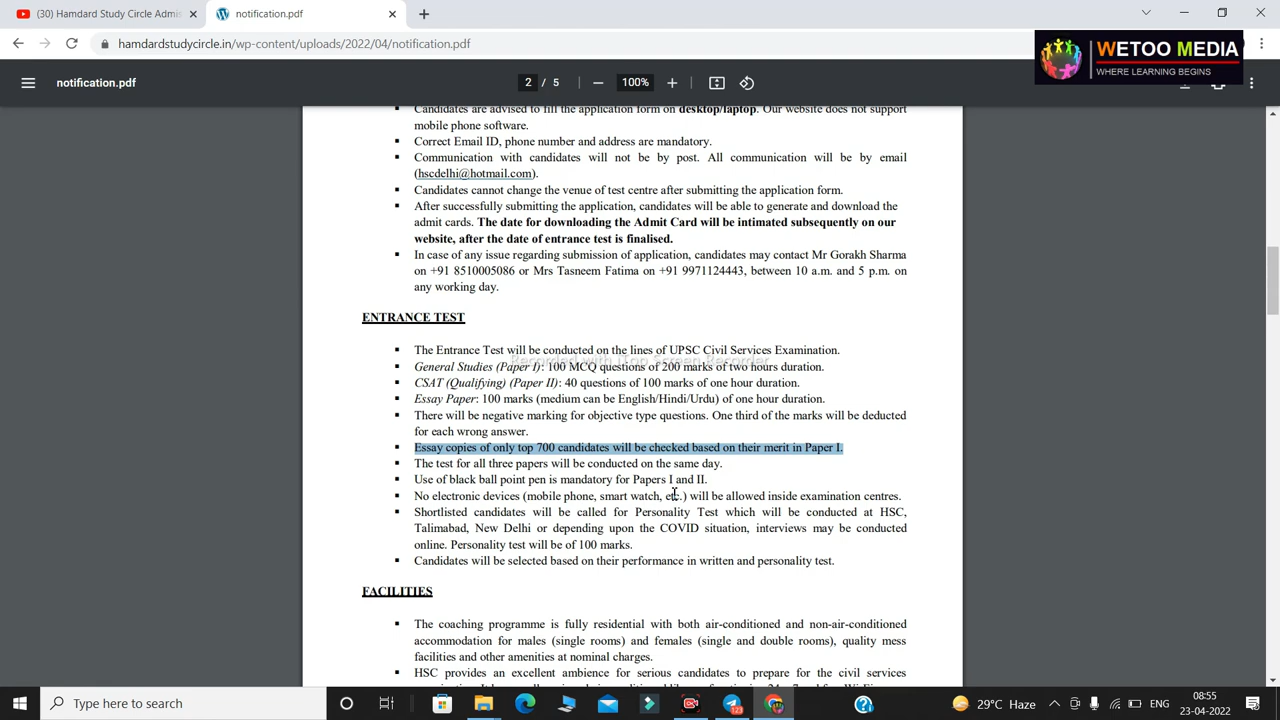 (30) Hamdard Study Circle Admis
notification.pdf
hamdardstudycircle.in/wp-content/uploads/2022/04/notification.pdf
WETOO MEDIA
WHERE LEARNING BEGINS
notification.pdf
2 / 5
100%
Candidates are advised to fill the application form on desktop/laptop. Our website does not support
mobile phone software.
Correct Email ID, phone number and address are mandatory.
Communication with candidates will not be by post. All communication will be by email
(hscdelhi@hotmail.com).
Candidates cannot change the venue of test centre after submitting the application form.
After successfully submitting the application, candidates will be able to generate and download the
admit cards. The date for downloading the Admit Card will be intimated subsequently on our
website, after the date of entrance test is finalised.
In case of any issue regarding submission of application, candidates may contact Mr Gorakh Sharma
on +91 8510005086 or Mrs Tasneem Fatima on +91 9971124443, between 10 a.m. and 5 p.m. on
any working day.
ENTRANCE TEST
The Entrance Test will be conducted on the lines of UPSC Civil Services Examination.
Recorded with iTop Screen Recorder
General Studies (Paper I): 100 MCQ questions of 200 marks of two hours duration.
CSAT (Qualifying) (Paper II): 40 questions of 100 marks of one hour duration.
Essay Paper: 100 marks (medium can be English/Hindi/Urdu) of one hour duration.
There will be negative marking for objective type questions. One third of the marks will be deducted
for each wrong answer.
Essay copies of only top 700 candidates will be checked based on their merit in Paper I.
The test for all three papers will be conducted on the same day.
Use of black ball point pen is mandatory for Papers I and II.
No electronic devices (mobile phone, smart watch, etc.) will be allowed inside examination centres.
Shortlisted candidates will be called for Personality Test which will be conducted at HSC,
Talimabad, New Delhi or depending upon the COVID situation, interviews may be conducted
online. Personality test will be of 100 marks.
Candidates will be selected based on their performance in written and personality test.
FACILITIES
The coaching programme is fully residential with both air-conditioned and non-air-conditioned
accommodation for males (single rooms) and females (single and double rooms), quality mess
facilities and other amenities at nominal charges.
HSC provides an excellent ambience for serious candidates to prepare for the civil services
Type here to search
123
29°C Haze
ENG
08:55
23-04-2022